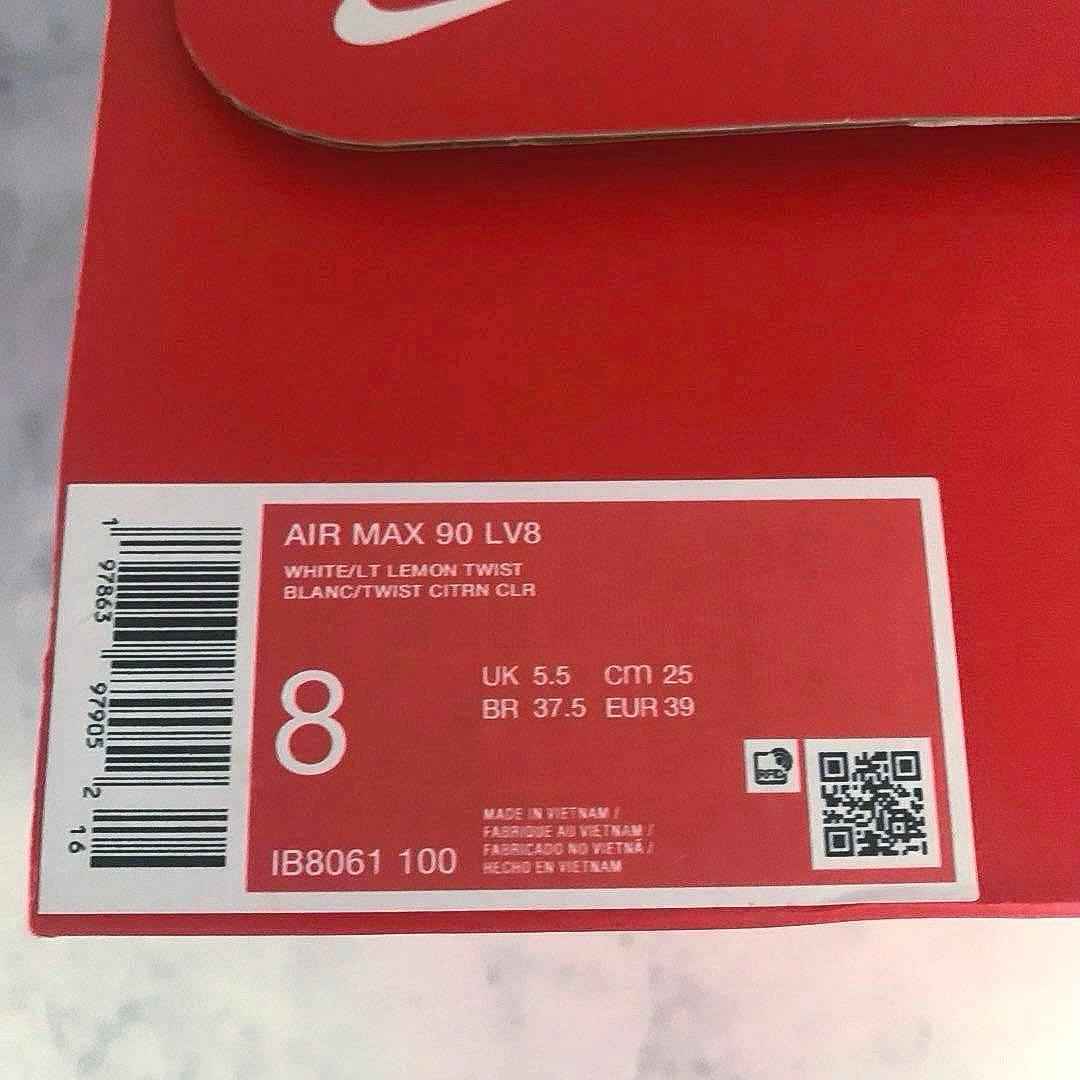 AIR MAX 90 LV8
WHITE/LT LEMON TWIST
BLANC/TWIST CITRN CLR
8
UK 5.5 cm 25
BR 37.5 EUR 39
RFID
IB8061 100
MADE IN VIETNAM /
FABRIQUE AU VIETNAM /
FABRICADO NO VIETNÃ /
HECHO EN VIETNAM
1 97863 97905 2 16